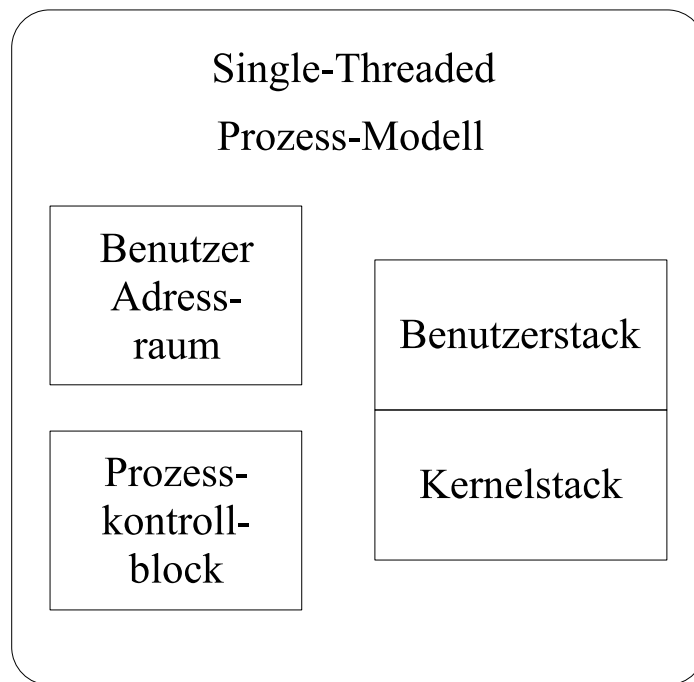 Single-Threaded
Prozess-Modell
Benutzer
Adress-
raum
Benutzerstack
Prozess-
kontroll-
block
Kernelstack